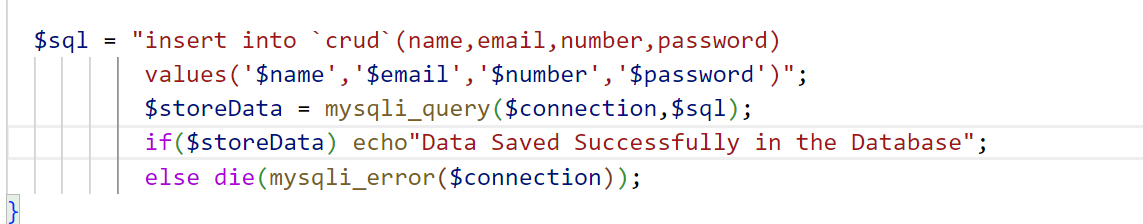 $sql = "insert into `crud`(name,email,number,password)
values('$name','$email','$number','$password')";
$storeData = mysqli_query($connection,$sql);
if($storeData) echo"Data Saved Successfully in the Database";
else die(mysqli_error($connection));
}